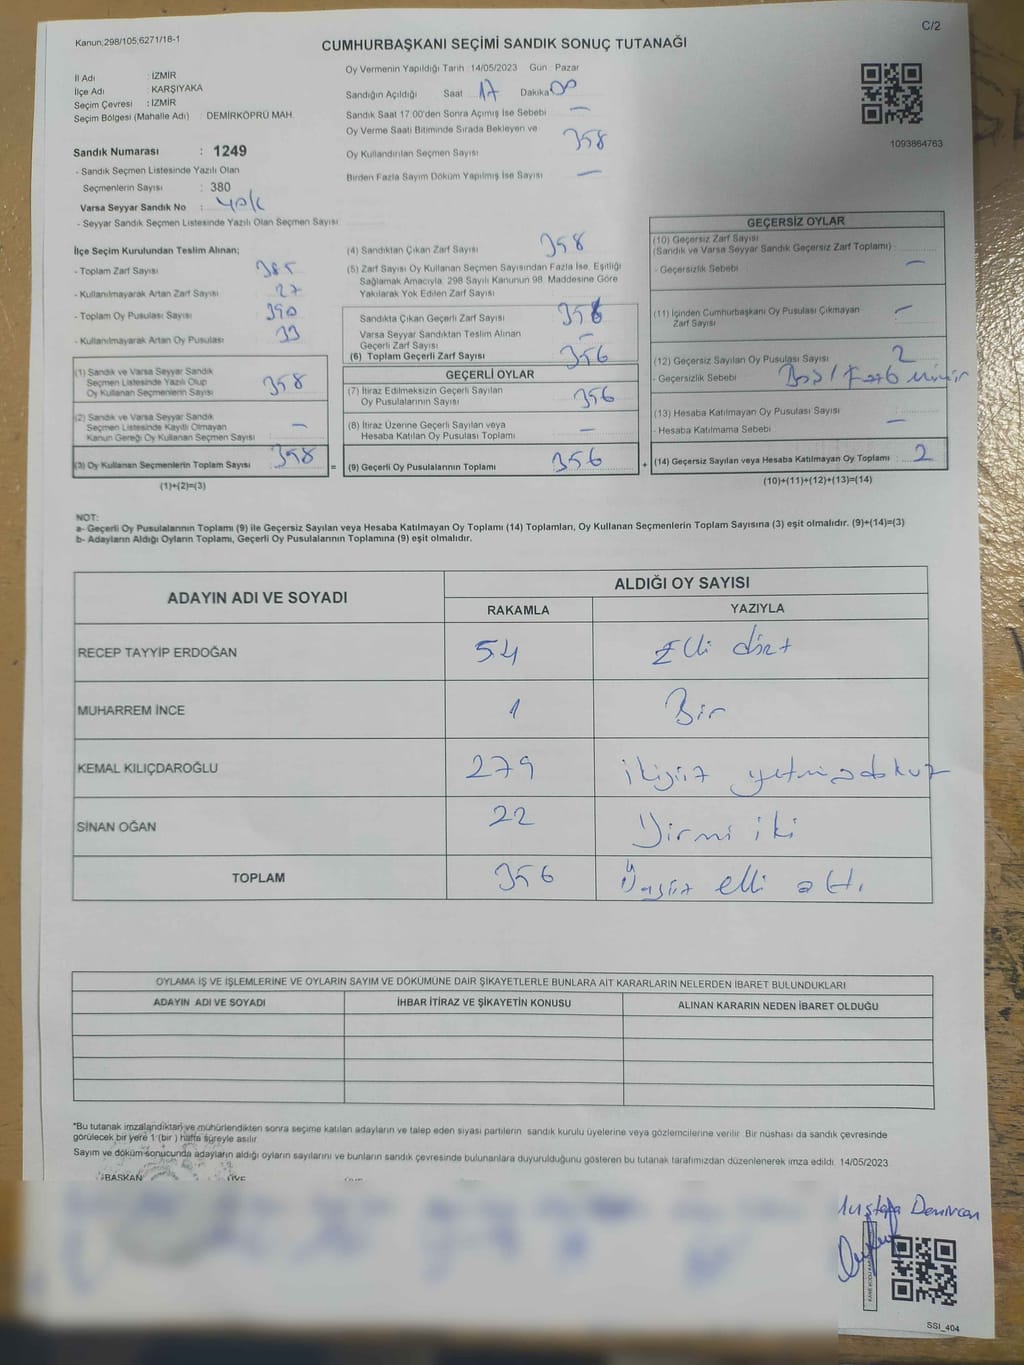 Kanun;298/105,6271/18-1
C/2
CUMHURBAŞKANI SEÇİMİ SANDIK SONUÇ TUTANAĞI
İl Adı : İZMİR
İlçe Adı : KARŞIYAKA
Seçim Çevresi : İZMİR
Seçim Bölgesi (Mahalle Adı) : DEMİRKÖPRÜ MAH.
Sandık Numarası : 1249
- Sandık Seçmen Listesinde Yazılı Olan
Seçmenlerin Sayısı : 380
Varsa Seyyar Sandık No : yok
- Seyyar Sandık Seçmen Listesinde Yazılı Olan Seçmen Sayısı
Oy Vermenin Yapıldığı Tarih :14/05/2023 Gün : Pazar
Sandığın Açıldığı Saat 17 Dakika 00
Sandık Saat 17:00'den Sonra Açımış İse Sebebi —
Oy Verme Saati Bitiminde Sırada Bekleyen ve
Oy Kullandırılan Seçmen Sayısı 358
Birden Fazla Sayım Döküm Yapılmış İse Sayısı —
1093864763
İlçe Seçim Kurulundan Teslim Alınan;
- Toplam Zarf Sayısı 385
- Kullanılmayarak Artan Zarf Sayısı 27
- Toplam Oy Pusulası Sayısı 390
- Kullanılmayarak Artan Oy Pusulası 33
(1) Sandık ve Varsa Seyyar Sandık
Seçmen Listesinde Yazılı Olup
Oy Kullanan Seçmenlerin Sayısı 358
(2) Sandık ve Varsa Seyyar Sandık
Seçmen Listesinde Kayıtlı Olmayan
Kanun Gereği Oy Kullanan Seçmen Sayısı —
(3) Oy Kullanan Seçmenlerin Toplam Sayısı 358 =
(1)+(2)=(3)
(4) Sandıktan Çıkan Zarf Sayısı 358
(5) Zarf Sayısı Oy Kullanan Seçmen Sayısından Fazla İse, Eşitliği
Sağlamak Amacıyla, 298 Sayılı Kanunun 98. Maddesine Göre
Yakılarak Yok Edilen Zarf Sayısı :
Sandıkta Çıkan Geçerli Zarf Sayısı 356
Varsa Seyyar Sandıktan Teslim Alınan
Geçerli Zarf Sayısı —
(6) Toplam Geçerli Zarf Sayısı 356
GEÇERLİ OYLAR
(7) İtiraz Edilmeksizin Geçerli Sayılan
Oy Pusulalarının Sayısı 356
(8) İtiraz Üzerine Geçerli Sayılan veya
Hesaba Katılan Oy Pusulası Toplamı —
(9) Geçerli Oy Pusulalarının Toplamı 356 +
GEÇERSİZ OYLAR
(10) Geçersiz Zarf Sayısı
(Sandık ve Varsa Seyyar Sandık Geçersiz Zarf Toplamı)
- Geçersizlik Sebebi —
(11) İçinden Cumhurbaşkanı Oy Pusulası Çıkmayan
Zarf Sayısı —
(12) Geçersiz Sayılan Oy Pusulası Sayısı 2
- Geçersizlik Sebebi : Boş/
(13) Hesaba Katılmayan Oy Pusulası Sayısı
- Hesaba Katılmama Sebebi —
(14) Geçersiz Sayılan veya Hesaba Katılmayan Oy Toplamı : 2
(10)+(11)+(12)+(13)=(14)
NOT:
a- Geçerli Oy Pusulalarının Toplamı (9) ile Geçersiz Sayılan veya Hesaba Katılmayan Oy Toplamı (14) Toplamları, Oy Kullanan Seçmenlerin Toplam Sayısına (3) eşit olmalıdır. (9)+(14)=(3)
b- Adayların Aldığı Oyların Toplamı, Geçerli Oy Pusulalarının Toplamına (9) eşit olmalıdır.
ADAYIN ADI VE SOYADI
ALDIĞI OY SAYISI
RAKAMLA YAZIYLA
RECEP TAYYİP ERDOĞAN 54 Elli dört
MUHARREM İNCE 1 Bir
KEMAL KILIÇDAROĞLU 279 ikiyüz yetmişdokuz
SİNAN OĞAN 22 Yirmi iki
TOPLAM 356 Üçyüz elli altı
OYLAMA İŞ VE İŞLEMLERİNE VE OYLARIN SAYIM VE DÖKÜMÜNE DAİR ŞİKAYETLERLE BUNLARA AİT KARARLARIN NELERDEN İBARET BULUNDUKLARI
ADAYIN ADI VE SOYADI İHBAR İTİRAZ VE ŞİKAYETİN KONUSU ALINAN KARARIN NEDEN İBARET OLDUĞU
*Bu tutanak imzalandıktan ve mühürlendikten sonra seçime katılan adayların ve talep eden siyasi partilerin sandık kurulu üyelerine veya gözlemcilerine verilir. Bir nüshası da sandık çevresinde
görülecek bir yere 1 (bir ) hafta süreyle asılır.
Sayım ve döküm sonucunda adayların aldığı oyların sayılarını ve bunların sandık çevresinde bulunanlara duyurulduğunu gösteren bu tutanak tarafımızdan düzenlenerek imza edildi. 14/05/2023
BAŞKAN ÜYE
Mustafa Demircan
SSİ_404